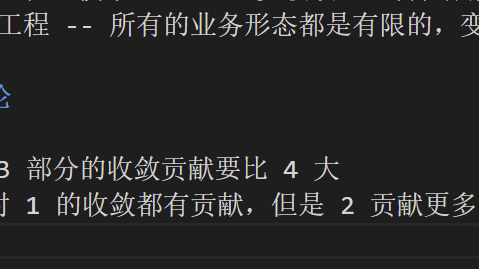 工程 -- 所有的业务形态都是有限的，
论
3 部分的收敛贡献要比 4 大
对 1 的收敛都有贡献，但是 2 贡献更多